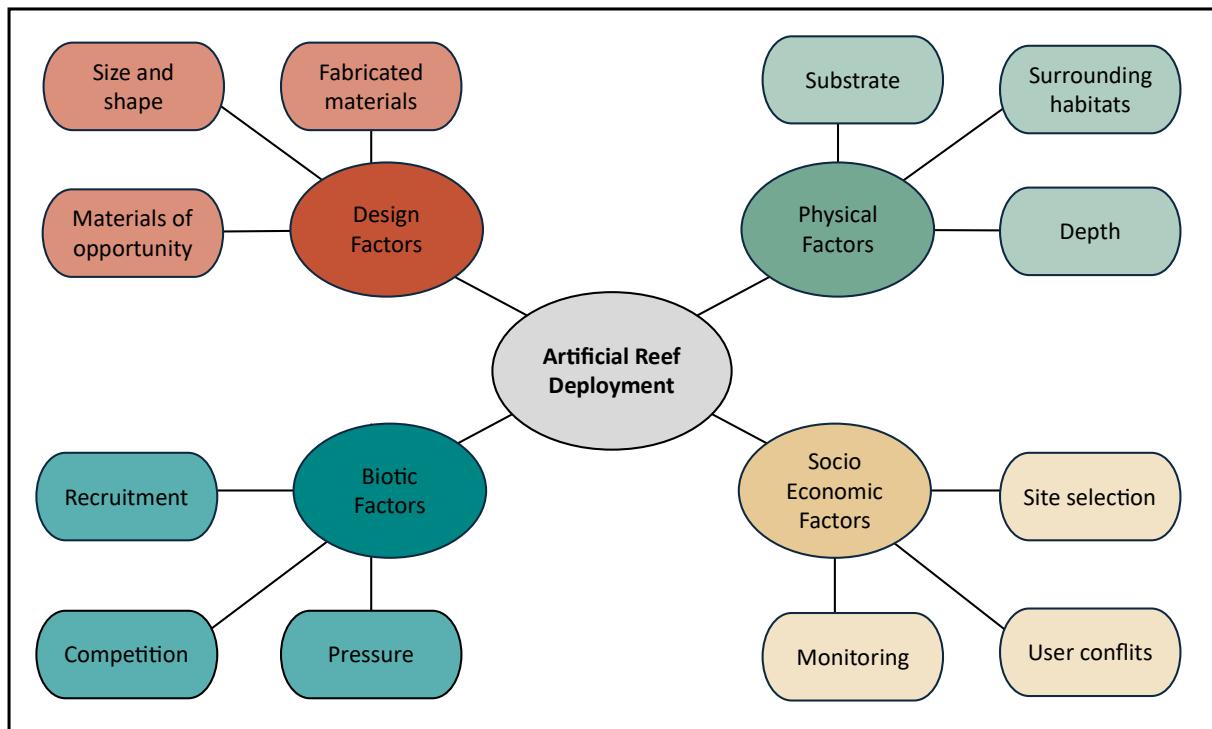 Size and
shape
Fabricated
materials
Materials of
opportunity
Design
Factors
Substrate
Surrounding
habitats
Physical
Factors
Depth
Artificial Reef
Deployment
Recruitment
Biotic
Factors
Competition
Pressure
Socio
Economic
Factors
Site selection
Monitoring
User conflits